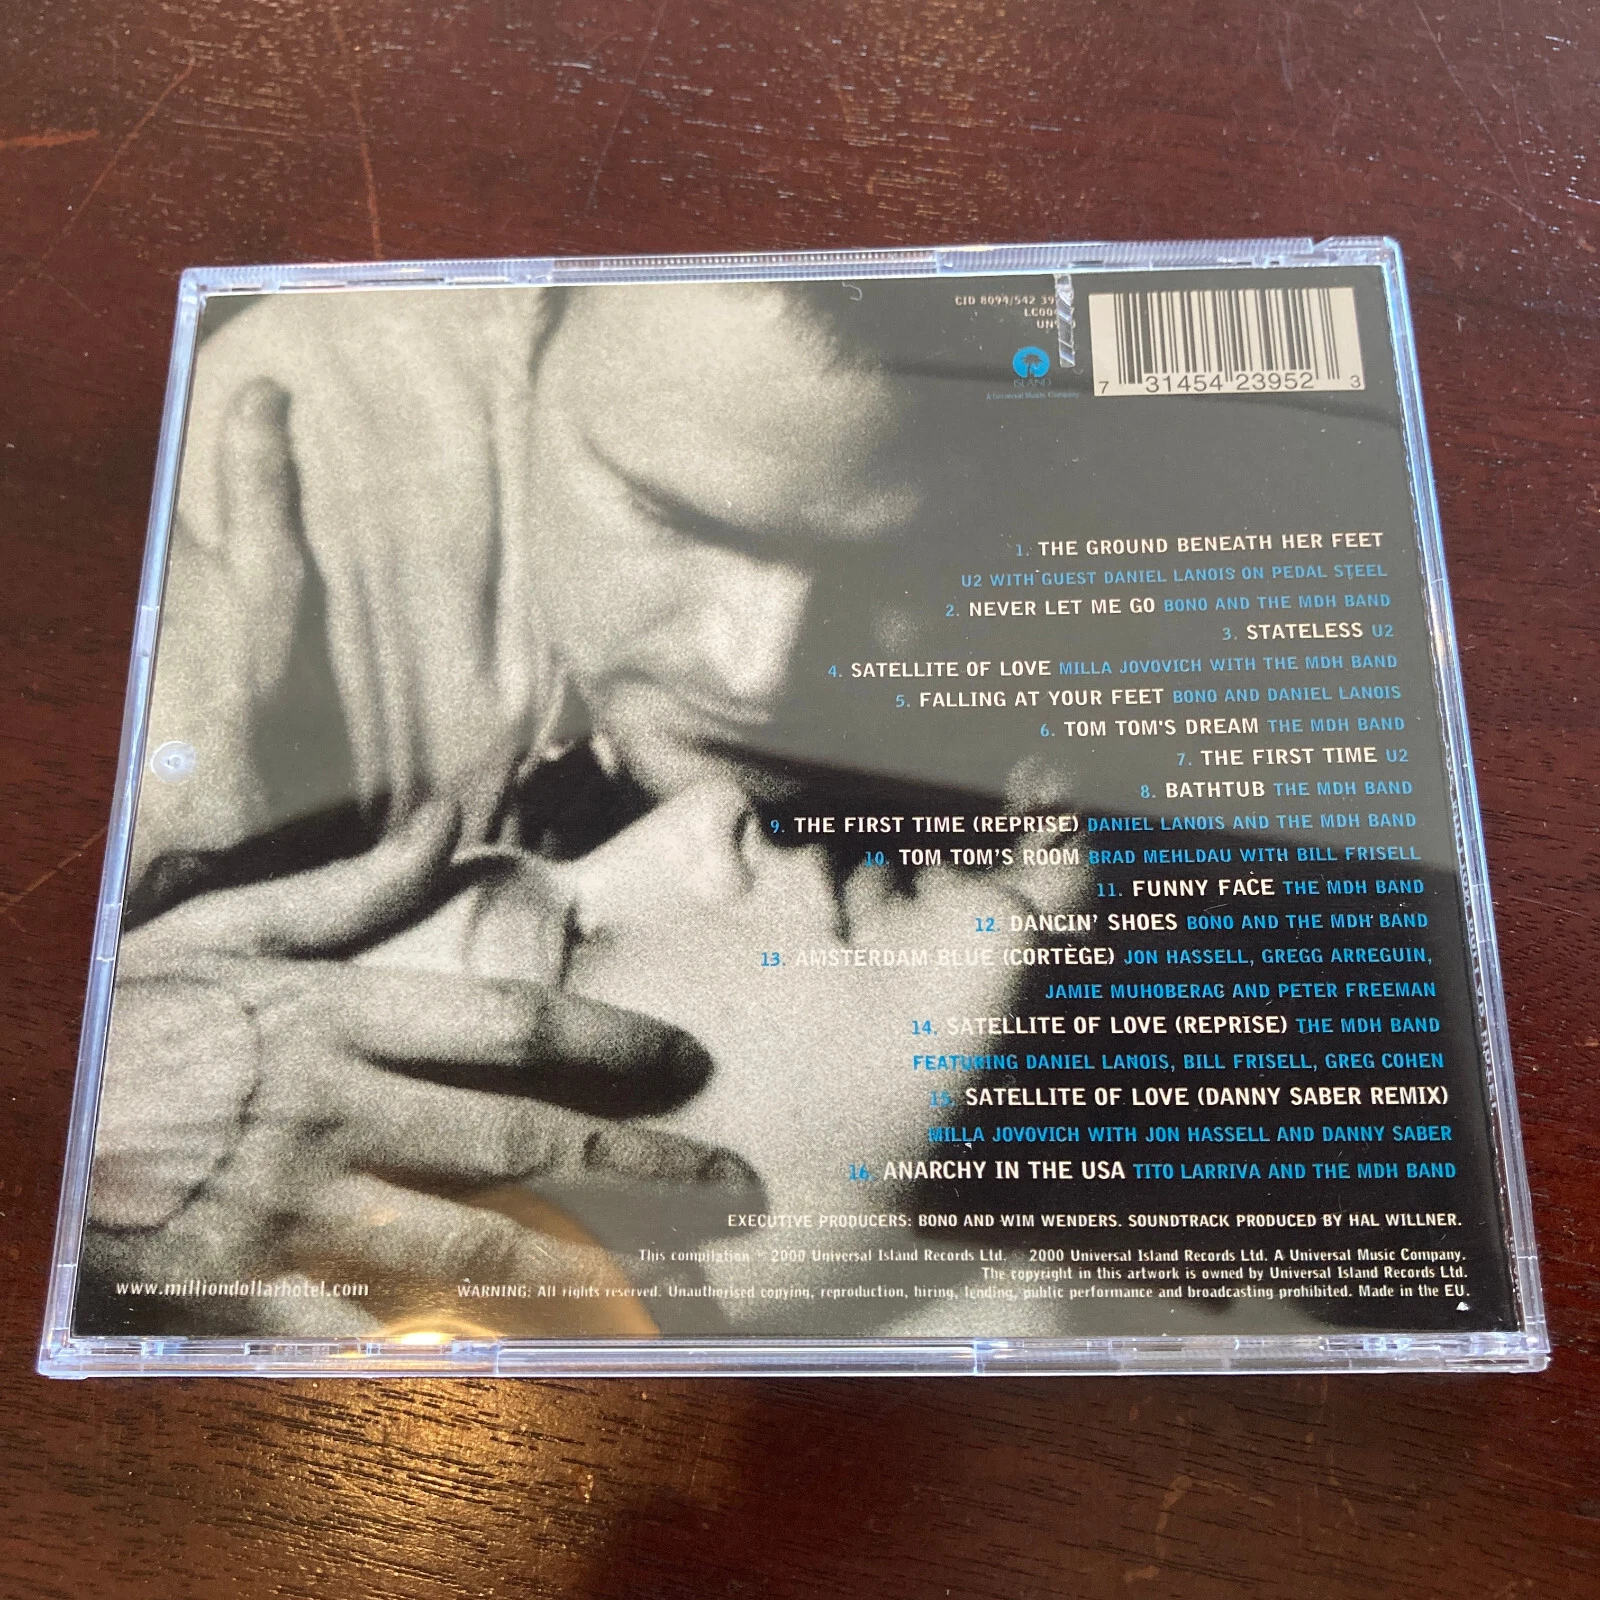 CID 8094/542 39
ISLAND
A Universal Music Company
7 31454 23952 3
1. THE GROUND BENEATH HER FEET
U2 WITH GUEST DANIEL LANOIS ON PEDAL STEEL
2. NEVER LET ME GO BONO AND THE MDH BAND
3. STATELESS U2
4. SATELLITE OF LOVE MILLA JOVOVICH WITH THE MDH BAND
5. FALLING AT YOUR FEET BONO AND DANIEL LANOIS
6. TOM TOM'S DREAM THE MDH BAND
7. THE FIRST TIME U2
8. BATHTUB THE MDH BAND
9. THE FIRST TIME (REPRISE) DANIEL LANOIS AND THE MDH BAND
10. TOM TOM'S ROOM BRAD MEHLDAU WITH BILL FRISELL
11. FUNNY FACE THE MDH BAND
12. DANCIN' SHOES BONO AND THE MDH BAND
13. AMSTERDAM BLUE (CORTÈGE) JON HASSELL, GREGG ARREGUIN,
JAMIE MUHOBERAC AND PETER FREEMAN
14. SATELLITE OF LOVE (REPRISE) THE MDH BAND
FEATURING DANIEL LANOIS, BILL FRISELL, GREG COHEN
15. SATELLITE OF LOVE (DANNY SABER REMIX)
MILLA JOVOVICH WITH JON HASSELL AND DANNY SABER
16. ANARCHY IN THE USA TITO LARRIVA AND THE MDH BAND
EXECUTIVE PRODUCERS: BONO AND WIM WENDERS. SOUNDTRACK PRODUCED BY HAL WILLNER.
This compilation 2000 Universal Island Records Ltd. 2000 Universal Island Records Ltd. A Universal Music Company.
The copyright in this artwork is owned by Universal Island Records Ltd.
www.milliondollarhotel.com WARNING: All rights reserved. Unauthorised copying, reproduction, hiring, lending, public performance and broadcasting prohibited. Made in the EU.